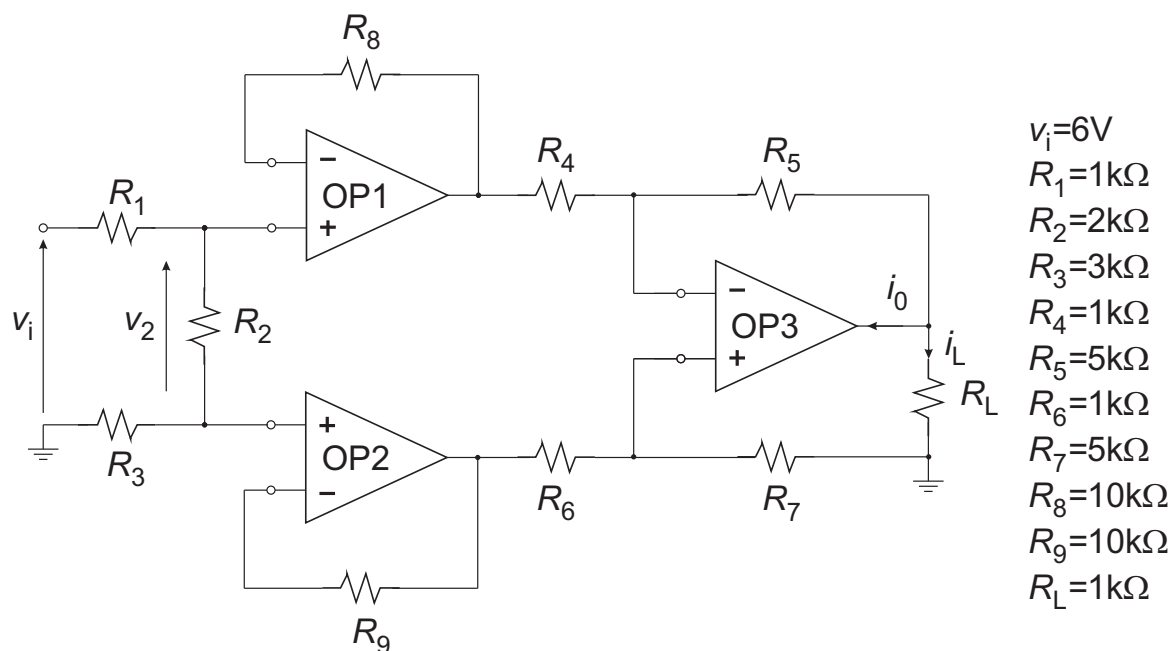 R8
R4
R5
OP1
R1
vi
v2
R2
OP3
i0
iL
RL
R3
OP2
R6
R7
R9
vi=6V
R1=1kΩ
R2=2kΩ
R3=3kΩ
R4=1kΩ
R5=5kΩ
R6=1kΩ
R7=5kΩ
R8=10kΩ
R9=10kΩ
RL=1kΩ